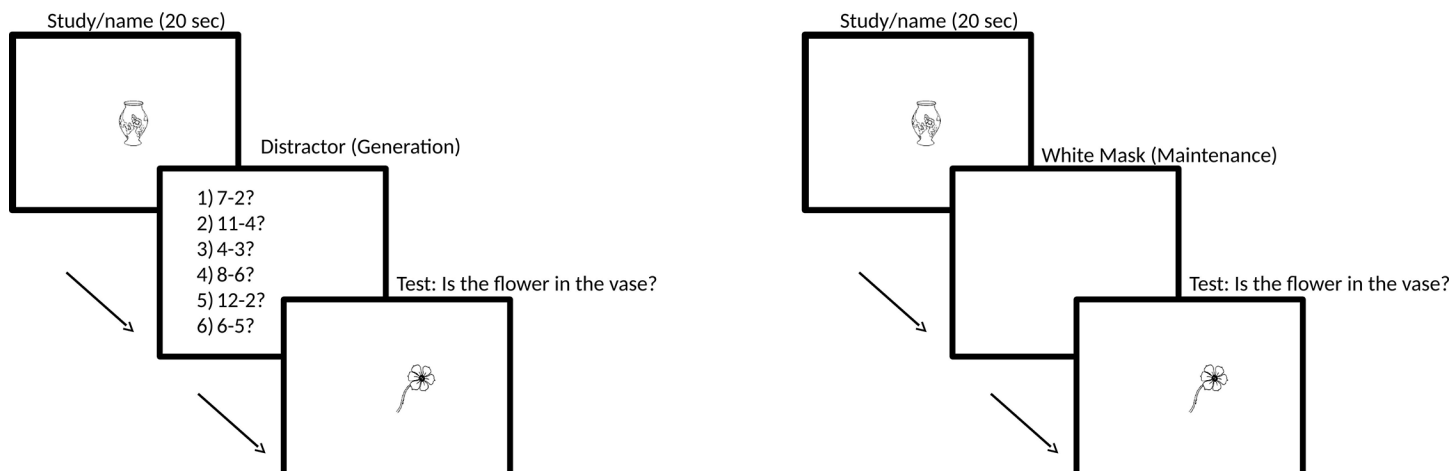 Study/name (20 sec)
Distractor (Generation)
1) 7-2?
2) 11-4?
3) 4-3?
4) 8-6?
5) 12-2?
6) 6-5?
Test: Is the flower in the vase?
Study/name (20 sec)
White Mask (Maintenance)
Test: Is the flower in the vase?